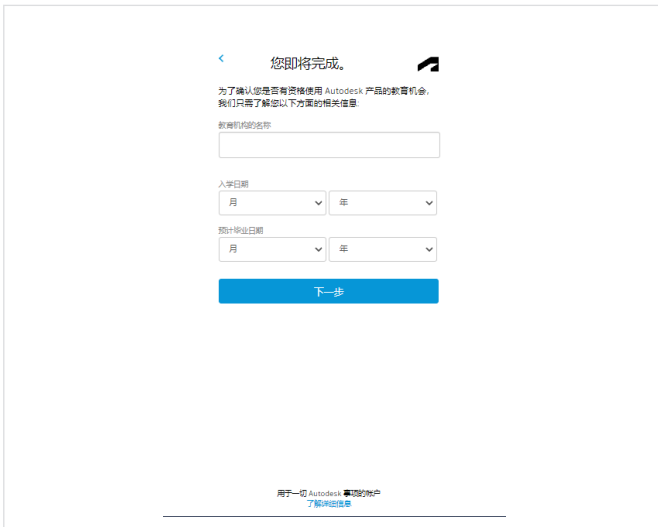 您即将完成。
为了确认您是否有资格使用 Autodesk 产品的教育机会，
我们只需了解您以下方面的相关信息:
教育机构的名称
入学日期
月 年
预计毕业日期
月 年
下一步
用于一切 Autodesk 事项的帐户
了解详细信息